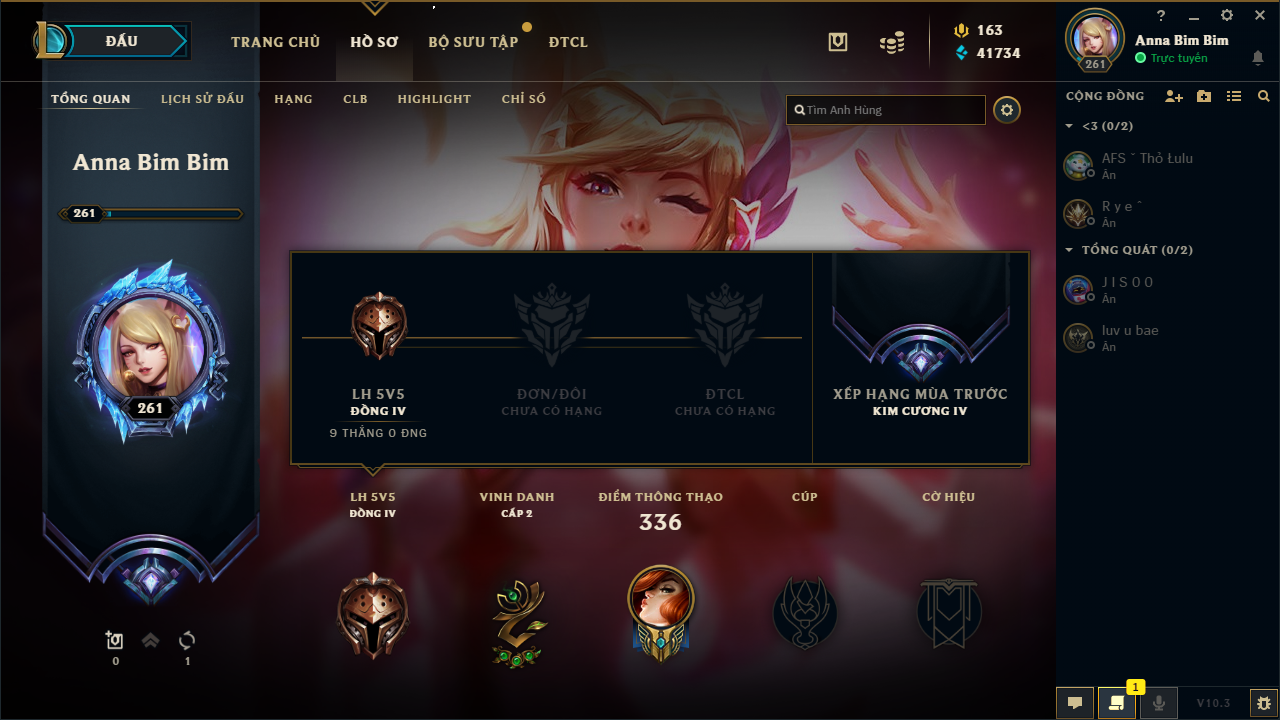 ĐẤU
TRANG CHỦ
HỒ SƠ
BỘ SƯU TẬP
ĐTCL
163
41734
?
261
Anna Bim Bim
Trực tuyến
TỔNG QUAN
LỊCH SỬ ĐẤU
HẠNG
CLB
HIGHLIGHT
CHỈ SỐ
Tìm Anh Hùng
Anna Bim Bim
261
261
0
1
LH 5V5
ĐỒNG IV
9 THẮNG 0 ĐNG
ĐƠN/ĐÔI
CHƯA CÓ HẠNG
ĐTCL
CHƯA CÓ HẠNG
XẾP HẠNG MÙA TRƯỚC
KIM CƯƠNG IV
LH 5V5
ĐỒNG IV
VINH DANH
CẤP 2
ĐIỂM THÔNG THẠO
336
CÚP
CỜ HIỆU
CỘNG ĐỒNG
<3 (0/2)
AFS ˇ Thỏ Łulu
Ẩn
R y e ˆ
Ẩn
TỔNG QUÁT (0/2)
J I S O O
Ẩn
luv u bae
Ẩn
1
V10.3